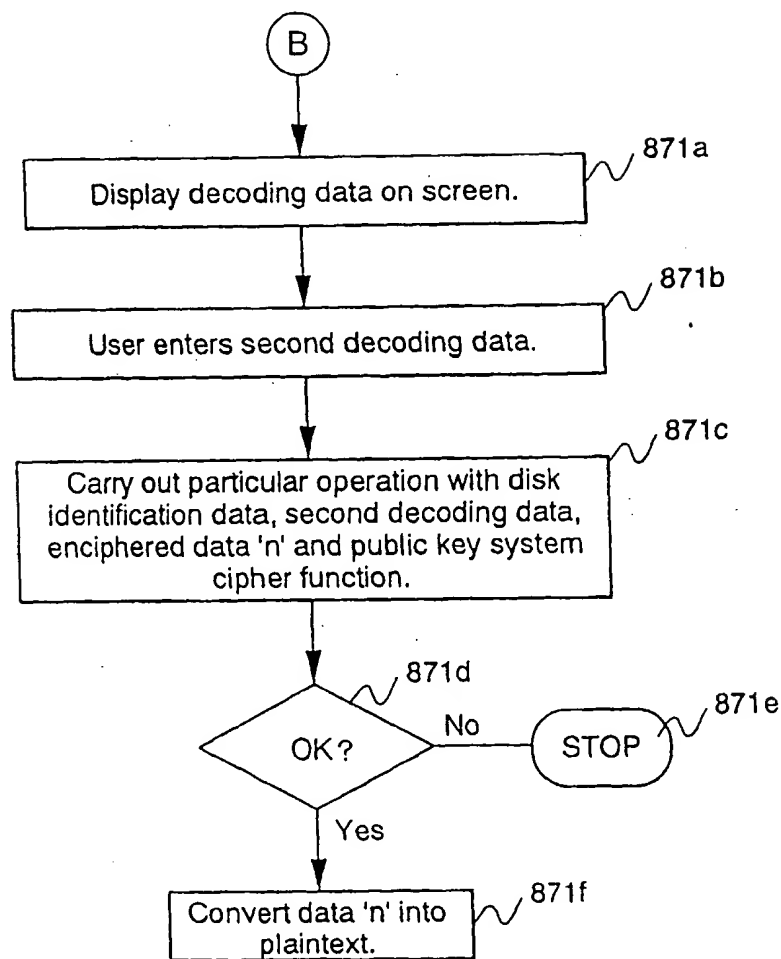 B
871a
Display decoding data on screen.
871b
User enters second decoding data.
871c
Carry out particular operation with disk
identification data, second decoding data,
enciphered data 'n' and public key system
cipher function.
871d
OK?
No
871e
STOP
Yes
871f
Convert data 'n' into
plaintext.